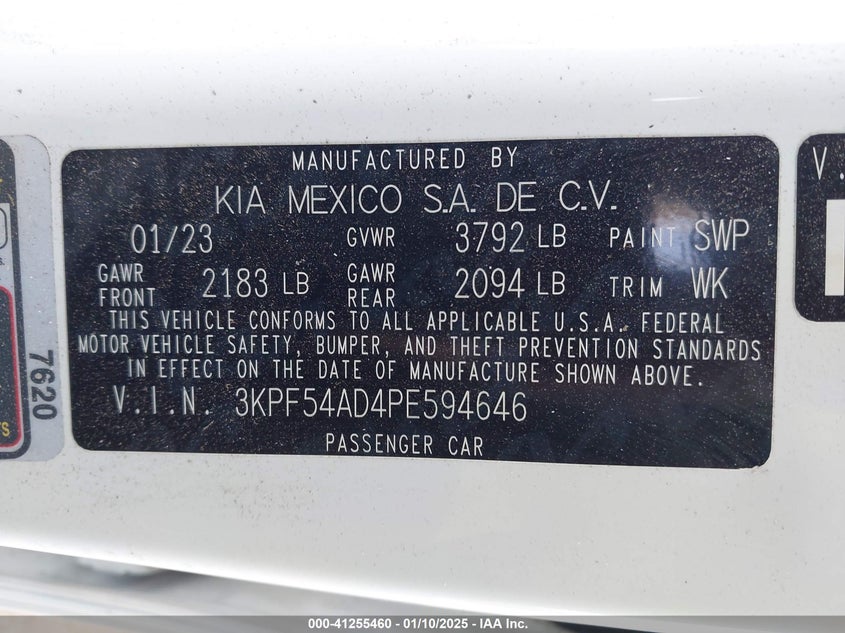 MANUFACTURED BY
KIA MEXICO S.A. DE C.V.
01/23 GVWR 3792 LB PAINT SWP
GAWR FRONT 2183 LB GAWR REAR 2094 LB TRIM WK
THIS VEHICLE CONFORMS TO ALL APPLICABLE U.S.A. FEDERAL
MOTOR VEHICLE SAFETY, BUMPER, AND THEFT PREVENTION STANDARDS
IN EFFECT ON THE DATE OF MANUFACTURE SHOWN ABOVE.
V.I.N. 3KPF54AD4PE594646
PASSENGER CAR
7620
000-41255460 - 01/10/2025 - IAA Inc.